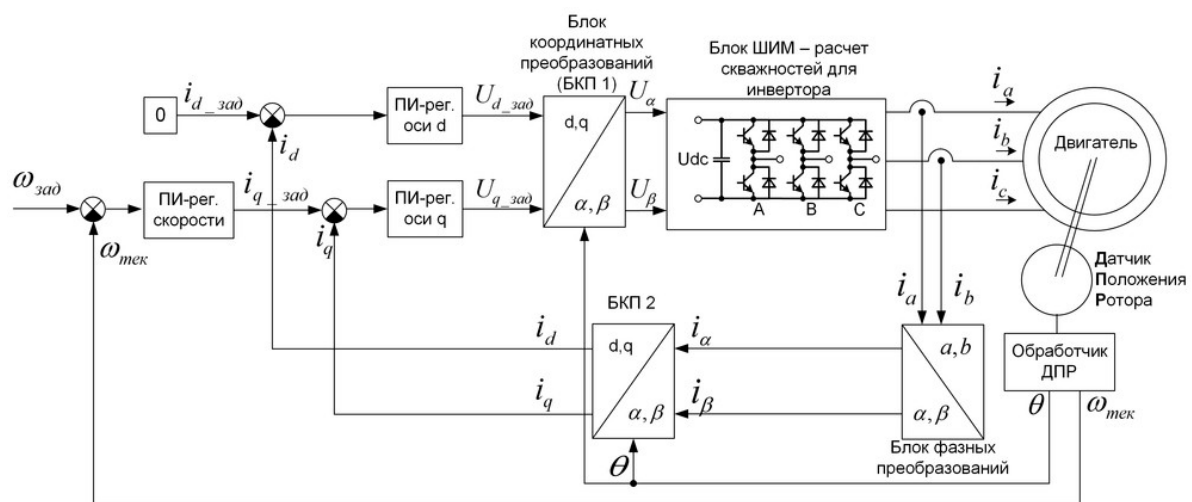 Блок
координатных
преобразований
(БКП 1)
Блок ШИМ – расчет
скважностей для
инвертора
0
i_d_зад
ПИ-рег.
оси d
U_d_зад
d,q
α,β
U_α
U_β
Udc
A B C
i_a
i_b
i_c
Двигатель
i_d
ω_зад
ω_тек
ПИ-рег.
скорости
i_q_зад
i_q
ПИ-рег.
оси q
U_q_зад
Датчик
Положения
Ротора
i_a i_b
БКП 2
i_d
i_q
d,q
α,β
i_α
i_β
a,b
α,β
Обработчик
ДПР
θ ω_тек
Блок фазных
преобразований
θ